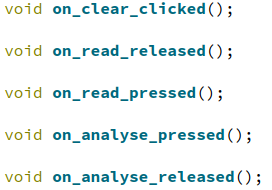 void on_clear_clicked();
void on_read_released();
void on_read_pressed();
void on_analyse_pressed();
void on_analyse_released();